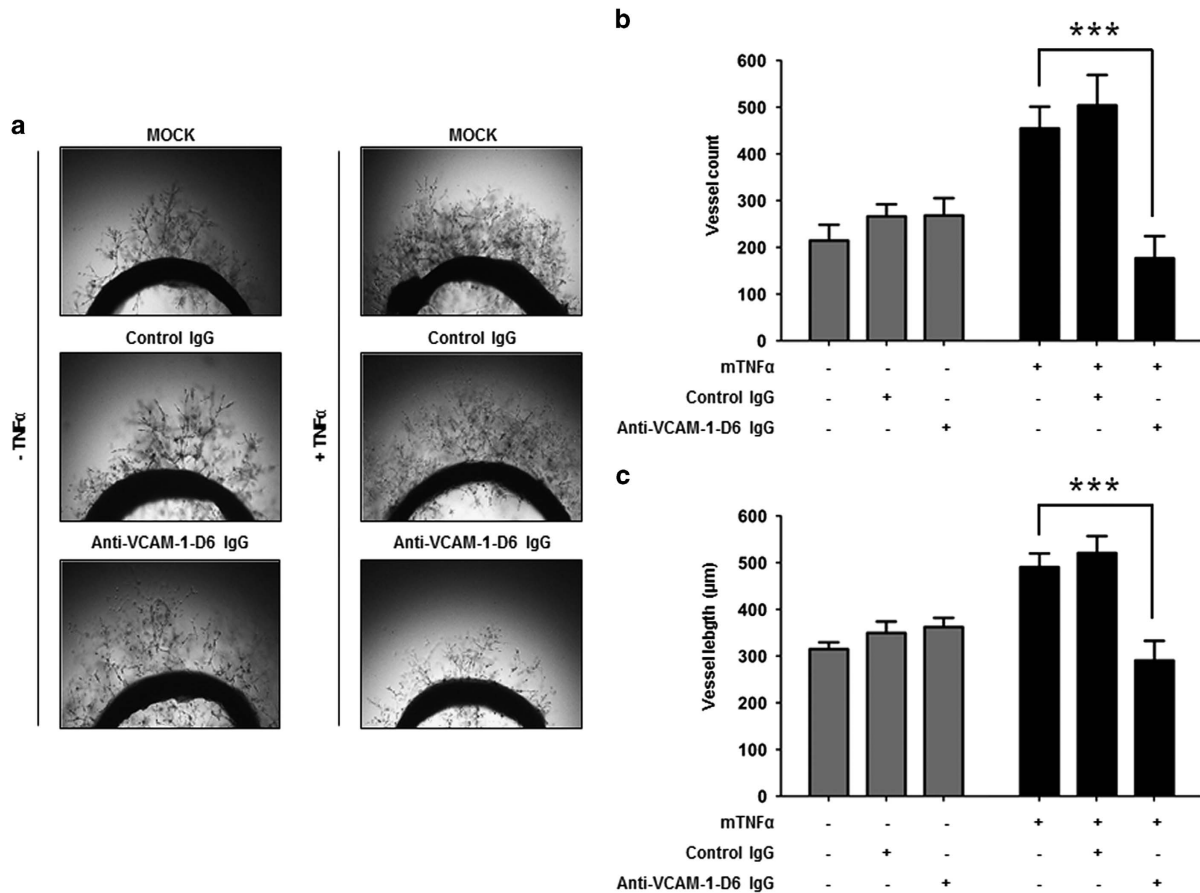 a
MOCK
MOCK
Control IgG
Control IgG
Anti-VCAM-1-D6 IgG
Anti-VCAM-1-D6 IgG
- TNFα
+ TNFα
b
***
Vessel count
600
500
400
300
200
100
0
mTNFα - - - + + +
Control IgG - + - - + -
Anti-VCAM-1-D6 IgG - - + - - +
c
***
Vessel lebgth (µm)
600
500
400
300
200
100
0
mTNFα - - - + + +
Control IgG - + - - + -
Anti-VCAM-1-D6 IgG - - + - - +